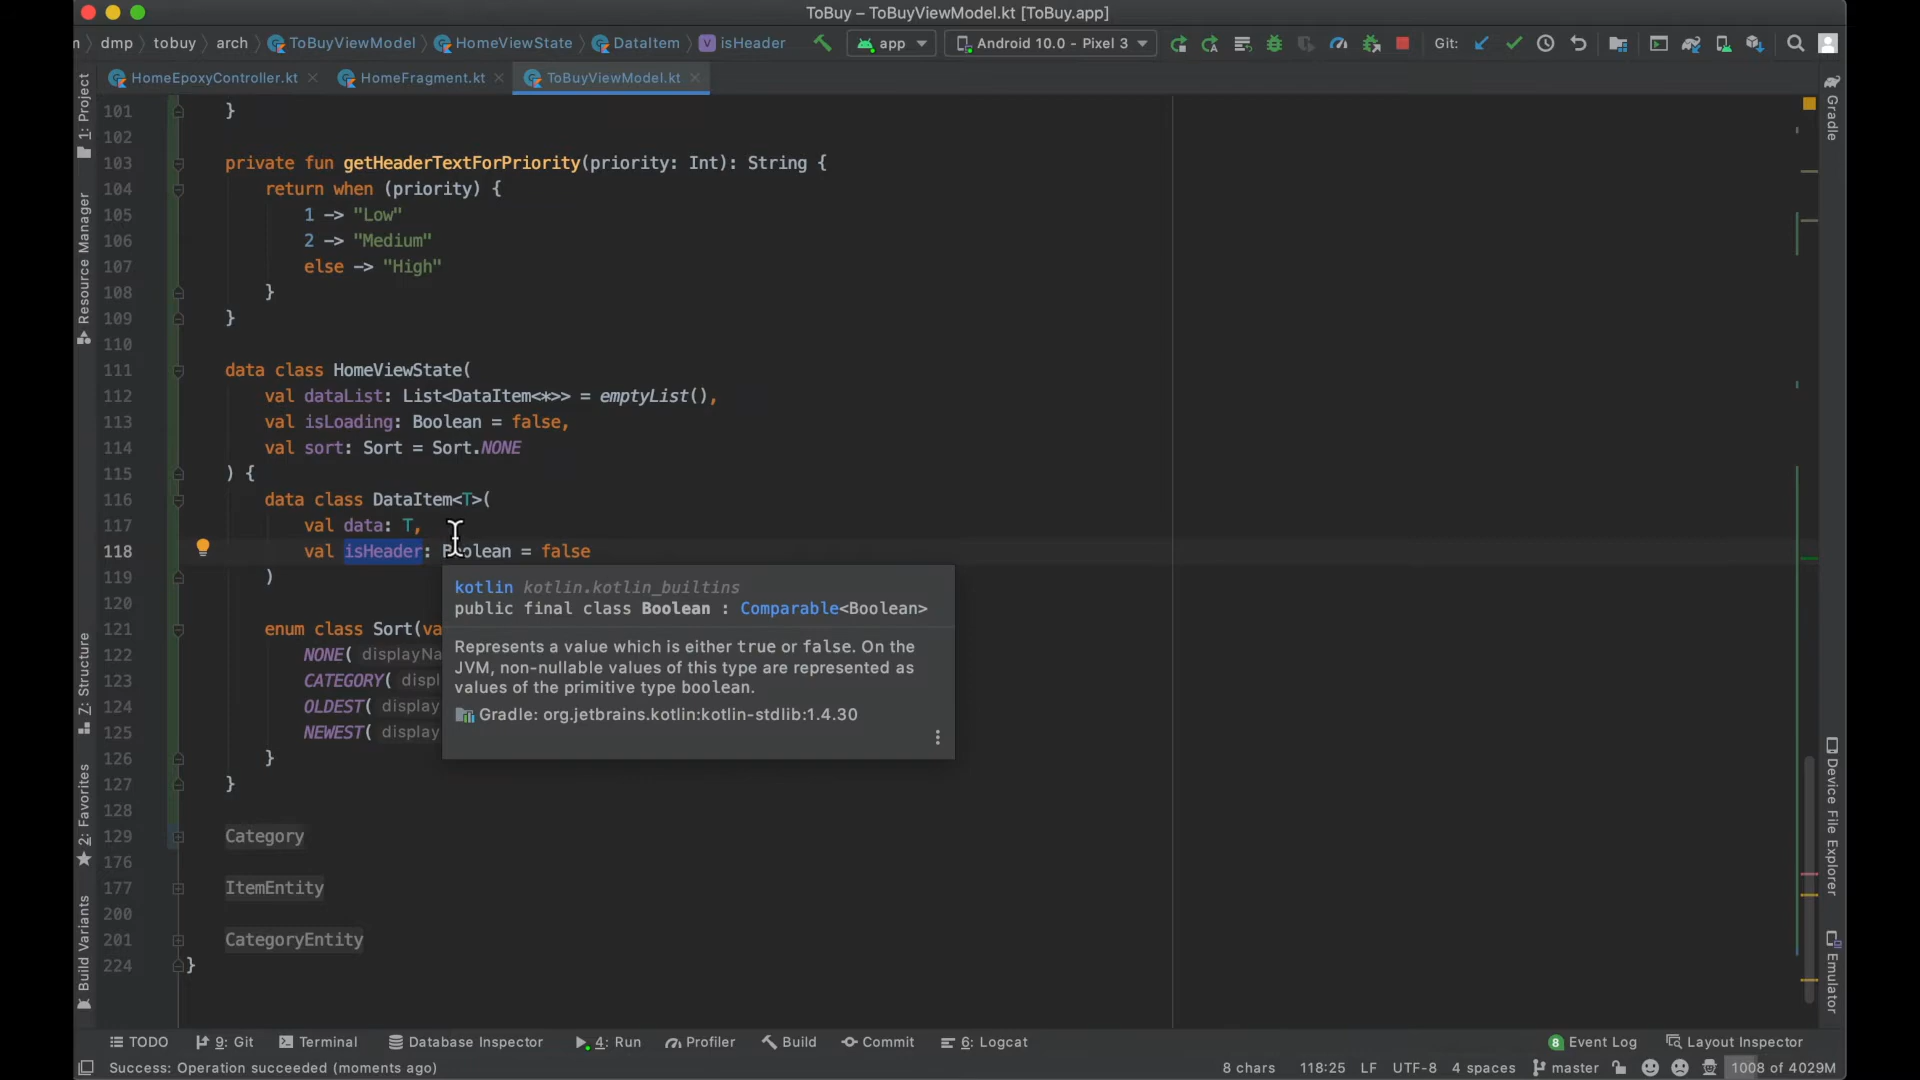 ToBuy – ToBuyViewModel.kt [ToBuy.app]
dmp tobuy arch ToBuyViewModel HomeViewState DataItem isHeader app Android 10.0 - Pixel 3 Git:
HomeEpoxyController.kt HomeFragment.kt ToBuyViewModel.kt
1: Project
Resource Manager
7: Structure
2: Favorites
Build Variants
101 }
102
103 private fun getHeaderTextForPriority(priority: Int): String {
104 return when (priority) {
105 1 -> "Low"
106 2 -> "Medium"
107 else -> "High"
108 }
109 }
110
111 data class HomeViewState(
112 val dataList: List<DataItem<*>> = emptyList(),
113 val isLoading: Boolean = false,
114 val sort: Sort = Sort.NONE
115 ) {
116 data class DataItem<T>(
117 val data: T,
118 val isHeader: Boolean = false
119 )
120
121 enum class Sort(va
122 NONE( displayNa
123 CATEGORY( displ
124 OLDEST( display
125 NEWEST( display
126 }
127 }
128
129 Category
176
177 ItemEntity
200
201 CategoryEntity
224 }
kotlin kotlin.kotlin_builtins
public final class Boolean : Comparable<Boolean>
Represents a value which is either true or false. On the
JVM, non-nullable values of this type are represented as
values of the primitive type boolean.
Gradle: org.jetbrains.kotlin:kotlin-stdlib:1.4.30
Gradle
Device File Explorer
Emulator
TODO 9: Git Terminal Database Inspector 4: Run Profiler Build Commit 6: Logcat 8 Event Log Layout Inspector
Success: Operation succeeded (moments ago) 8 chars 118:25 LF UTF-8 4 spaces master 1008 of 4029M